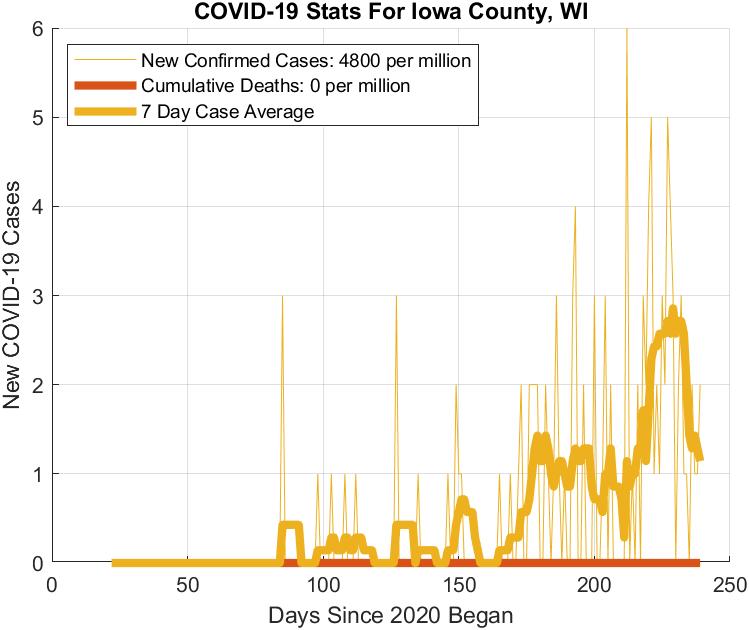 COVID-19 Stats For Iowa County, WI
New Confirmed Cases: 4800 per million
Cumulative Deaths: 0 per million
7 Day Case Average
New COVID-19 Cases
6
5
4
3
2
1
0
0 50 100 150 200 250
Days Since 2020 Began